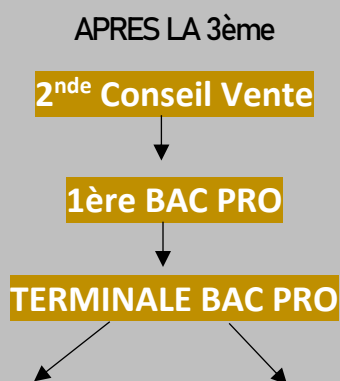 APRES LA 3ème
2nde Conseil Vente
1ère BAC PRO
TERMINALE BAC PRO